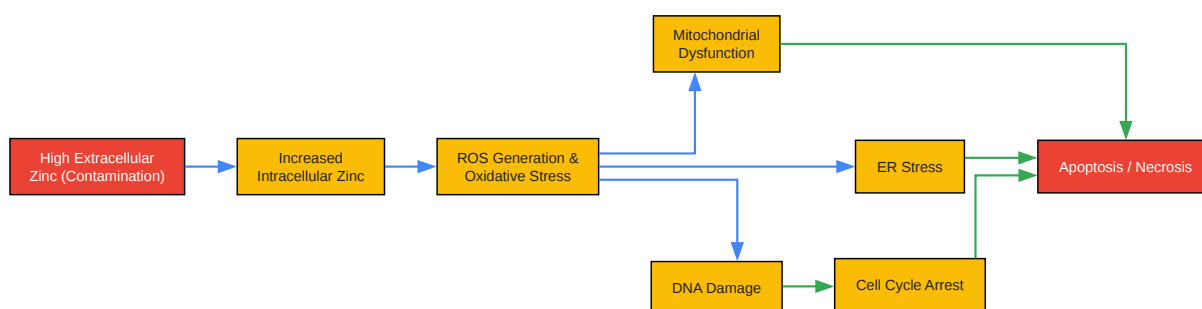 Mitochondrial
Dysfunction
High Extracellular
Zinc (Contamination)
Increased
Intracellular Zinc
ROS Generation &
Oxidative Stress
ER Stress
Apoptosis / Necrosis
DNA Damage
Cell Cycle Arrest